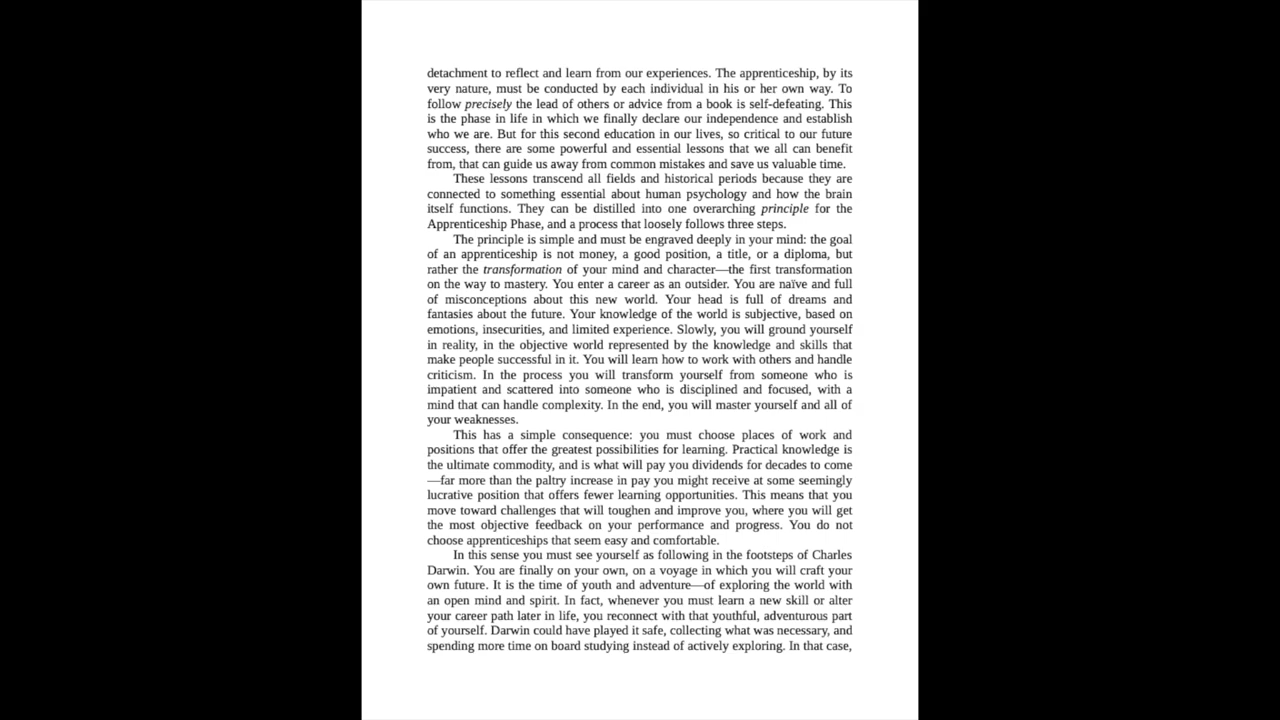 detachment to reflect and learn from our experiences. The apprenticeship, by its
very nature, must be conducted by each individual in his or her own way. To
follow precisely the lead of others or advice from a book is self-defeating. This
is the phase in life in which we finally declare our independence and establish
who we are. But for this second education in our lives, so critical to our future
success, there are some powerful and essential lessons that we all can benefit
from, that can guide us away from common mistakes and save us valuable time.
These lessons transcend all fields and historical periods because they are
connected to something essential about human psychology and how the brain
itself functions. They can be distilled into one overarching principle for the
Apprenticeship Phase, and a process that loosely follows three steps.
The principle is simple and must be engraved deeply in your mind: the goal
of an apprenticeship is not money, a good position, a title, or a diploma, but
rather the transformation of your mind and character—the first transformation
on the way to mastery. You enter a career as an outsider. You are naïve and full
of misconceptions about this new world. Your head is full of dreams and
fantasies about the future. Your knowledge of the world is subjective, based on
emotions, insecurities, and limited experience. Slowly, you will ground yourself
in reality, in the objective world represented by the knowledge and skills that
make people successful in it. You will learn how to work with others and handle
criticism. In the process you will transform yourself from someone who is
impatient and scattered into someone who is disciplined and focused, with a
mind that can handle complexity. In the end, you will master yourself and all of
your weaknesses.
This has a simple consequence: you must choose places of work and
positions that offer the greatest possibilities for learning. Practical knowledge is
the ultimate commodity, and is what will pay you dividends for decades to come
—far more than the paltry increase in pay you might receive at some seemingly
lucrative position that offers fewer learning opportunities. This means that you
move toward challenges that will toughen and improve you, where you will get
the most objective feedback on your performance and progress. You do not
choose apprenticeships that seem easy and comfortable.
In this sense you must see yourself as following in the footsteps of Charles
Darwin. You are finally on your own, on a voyage in which you will craft your
own future. It is the time of youth and adventure—of exploring the world with
an open mind and spirit. In fact, whenever you must learn a new skill or alter
your career path later in life, you reconnect with that youthful, adventurous part
of yourself. Darwin could have played it safe, collecting what was necessary, and
spending more time on board studying instead of actively exploring. In that case,